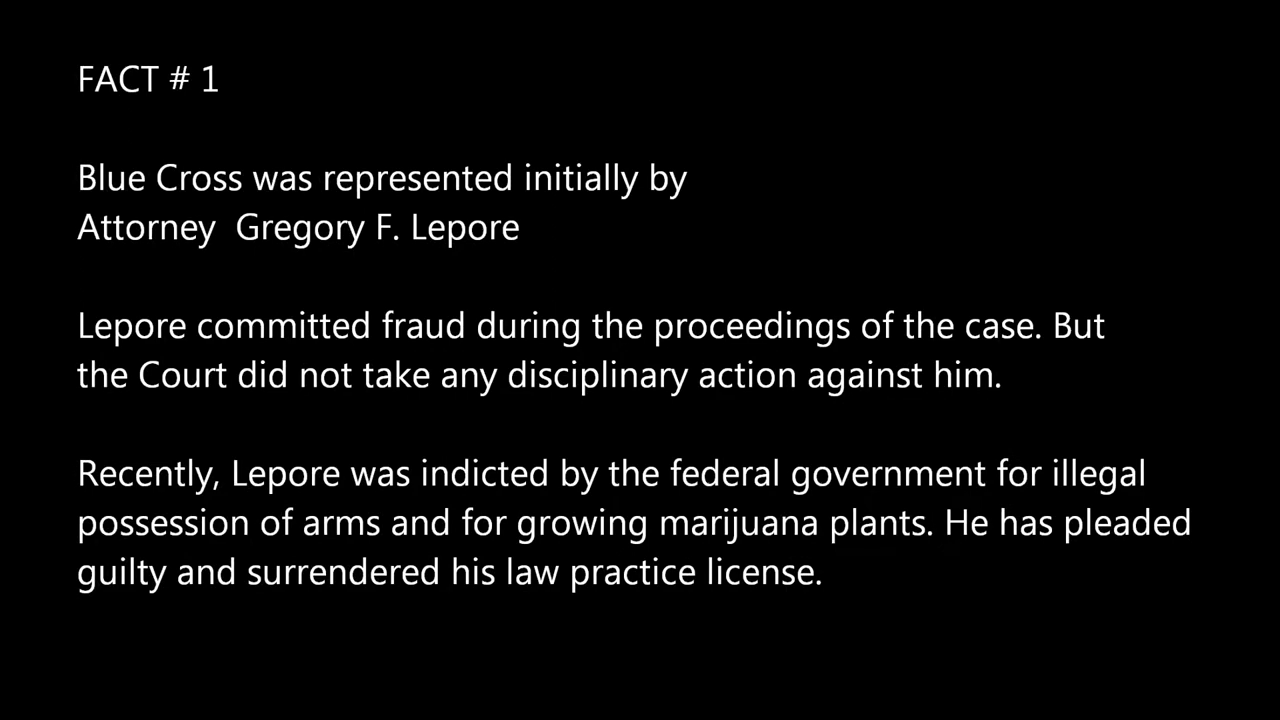 FACT # 1
Blue Cross was represented initially by
Attorney  Gregory F. Lepore
Lepore committed fraud during the proceedings of the case. But
the Court did not take any disciplinary action against him.
Recently, Lepore was indicted by the federal government for illegal
possession of arms and for growing marijuana plants. He has pleaded
guilty and surrendered his law practice license.